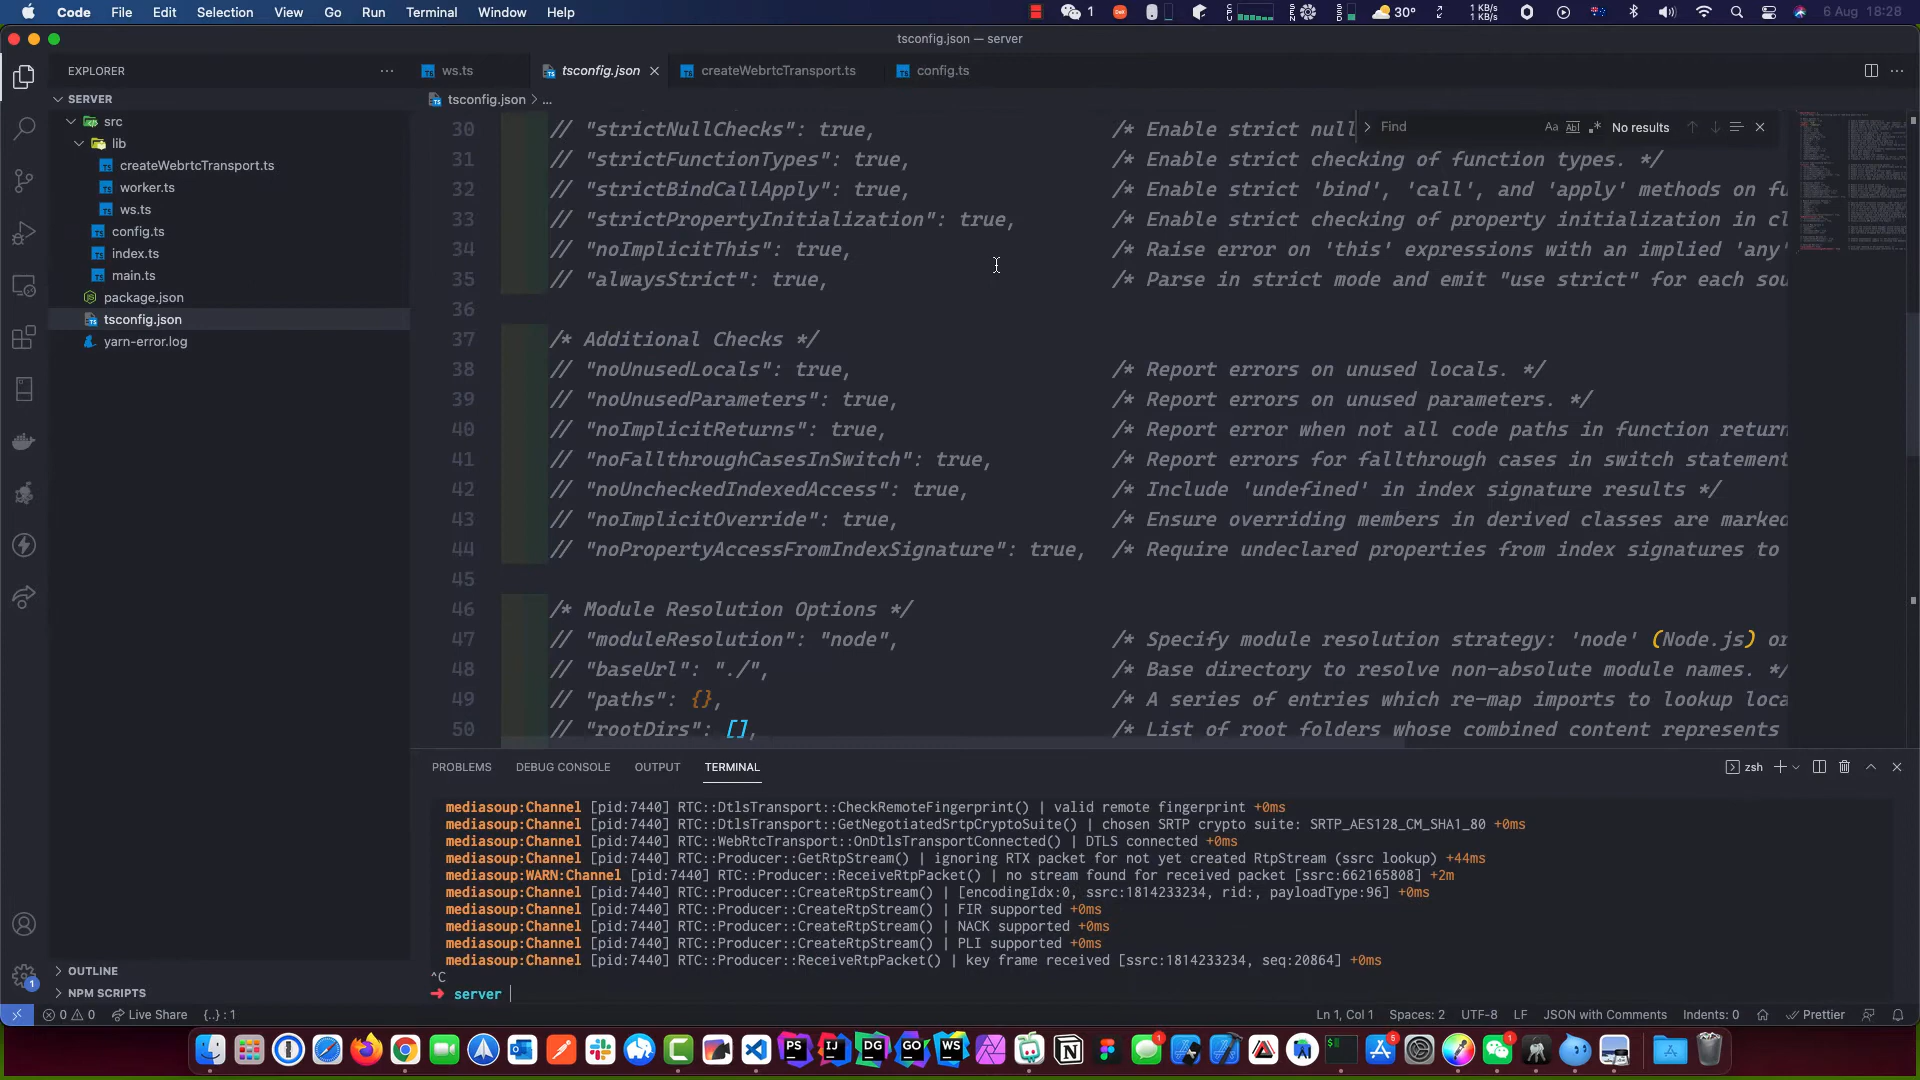 Code File Edit Selection View Go Run Terminal Window Help
1 30° 1 KB/s 1 KB/s 6 Aug 18:28
tsconfig.json — server
EXPLORER
ws.ts tsconfig.json createWebrtcTransport.ts config.ts
SERVER
tsconfig.json > ...
src
lib
createWebrtcTransport.ts
worker.ts
ws.ts
config.ts
index.ts
main.ts
package.json
tsconfig.json
yarn-error.log
Find Aa No results
30 // "strictNullChecks": true, /* Enable strict null
31 // "strictFunctionTypes": true, /* Enable strict checking of function types. */
32 // "strictBindCallApply": true, /* Enable strict 'bind', 'call', and 'apply' methods on fu
33 // "strictPropertyInitialization": true, /* Enable strict checking of property initialization in cl
34 // "noImplicitThis": true, /* Raise error on 'this' expressions with an implied 'any'
35 // "alwaysStrict": true, /* Parse in strict mode and emit "use strict" for each sou
36
37 /* Additional Checks */
38 // "noUnusedLocals": true, /* Report errors on unused locals. */
39 // "noUnusedParameters": true, /* Report errors on unused parameters. */
40 // "noImplicitReturns": true, /* Report error when not all code paths in function return
41 // "noFallthroughCasesInSwitch": true, /* Report errors for fallthrough cases in switch statement
42 // "noUncheckedIndexedAccess": true, /* Include 'undefined' in index signature results */
43 // "noImplicitOverride": true, /* Ensure overriding members in derived classes are marked
44 // "noPropertyAccessFromIndexSignature": true, /* Require undeclared properties from index signatures to
45
46 /* Module Resolution Options */
47 // "moduleResolution": "node", /* Specify module resolution strategy: 'node' (Node.js) or
48 // "baseUrl": "./", /* Base directory to resolve non-absolute module names. */
49 // "paths": {}, /* A series of entries which re-map imports to lookup loca
50 // "rootDirs": [], /* List of root folders whose combined content represents
PROBLEMS DEBUG CONSOLE OUTPUT TERMINAL zsh
mediasoup:Channel [pid:7440] RTC::DtlsTransport::CheckRemoteFingerprint() | valid remote fingerprint +0ms
mediasoup:Channel [pid:7440] RTC::DtlsTransport::GetNegotiatedSrtpCryptoSuite() | chosen SRTP crypto suite: SRTP_AES128_CM_SHA1_80 +0ms
mediasoup:Channel [pid:7440] RTC::WebRtcTransport::OnDtlsTransportConnected() | DTLS connected +0ms
mediasoup:Channel [pid:7440] RTC::Producer::GetRtpStream() | ignoring RTX packet for not yet created RtpStream (ssrc lookup) +44ms
mediasoup:WARN:Channel [pid:7440] RTC::Producer::ReceiveRtpPacket() | no stream found for received packet [ssrc:662165808] +2m
mediasoup:Channel [pid:7440] RTC::Producer::CreateRtpStream() | [encodingIdx:0, ssrc:1814233234, rid:, payloadType:96] +0ms
mediasoup:Channel [pid:7440] RTC::Producer::CreateRtpStream() | FIR supported +0ms
mediasoup:Channel [pid:7440] RTC::Producer::CreateRtpStream() | NACK supported +0ms
mediasoup:Channel [pid:7440] RTC::Producer::CreateRtpStream() | PLI supported +0ms
mediasoup:Channel [pid:7440] RTC::Producer::ReceiveRtpPacket() | key frame received [ssrc:1814233234, seq:20864] +0ms
^C
➜ server
OUTLINE
NPM SCRIPTS
1
0 0 Live Share {..} : 1 Ln 1, Col 1 Spaces: 2 UTF-8 LF JSON with Comments Indents: 0 Prettier
PS IJ DG GO WS